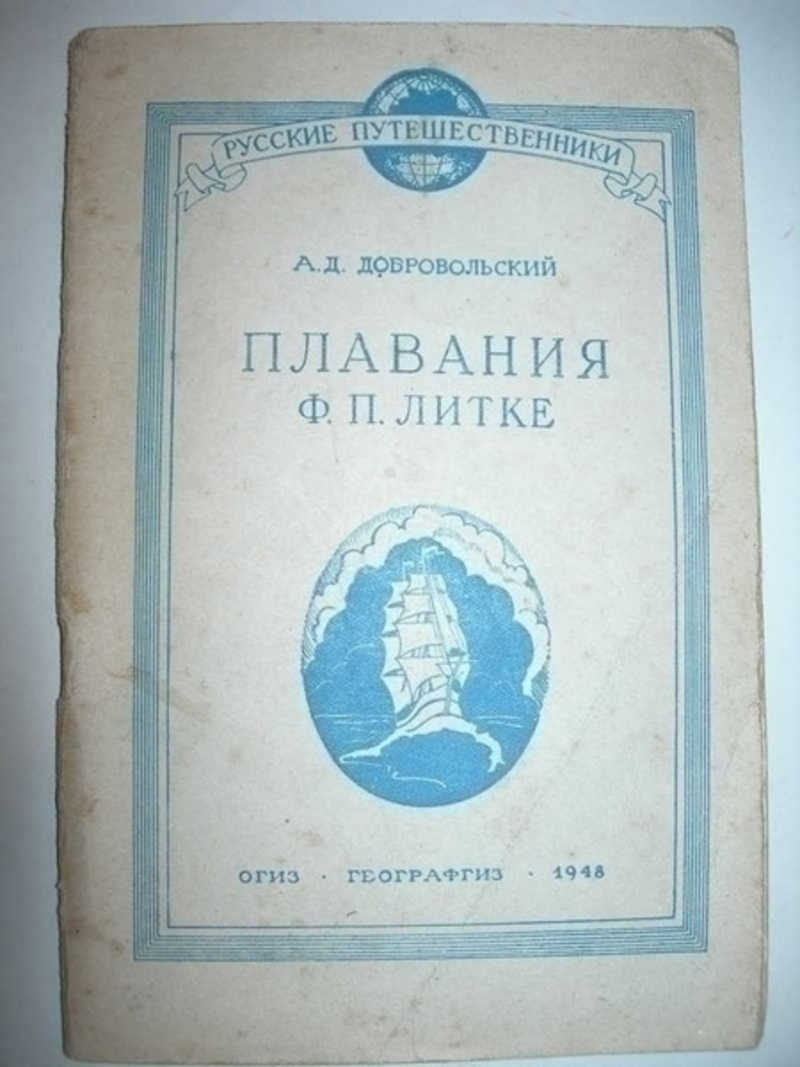 РУССКИЕ ПУТЕШЕСТВЕННИКИ
А.Д. ДОБРОВОЛЬСКИЙ
ПЛАВАНИЯ
Ф. П. ЛИТКЕ
ОГИЗ · ГЕОГРАФГИЗ · 1948